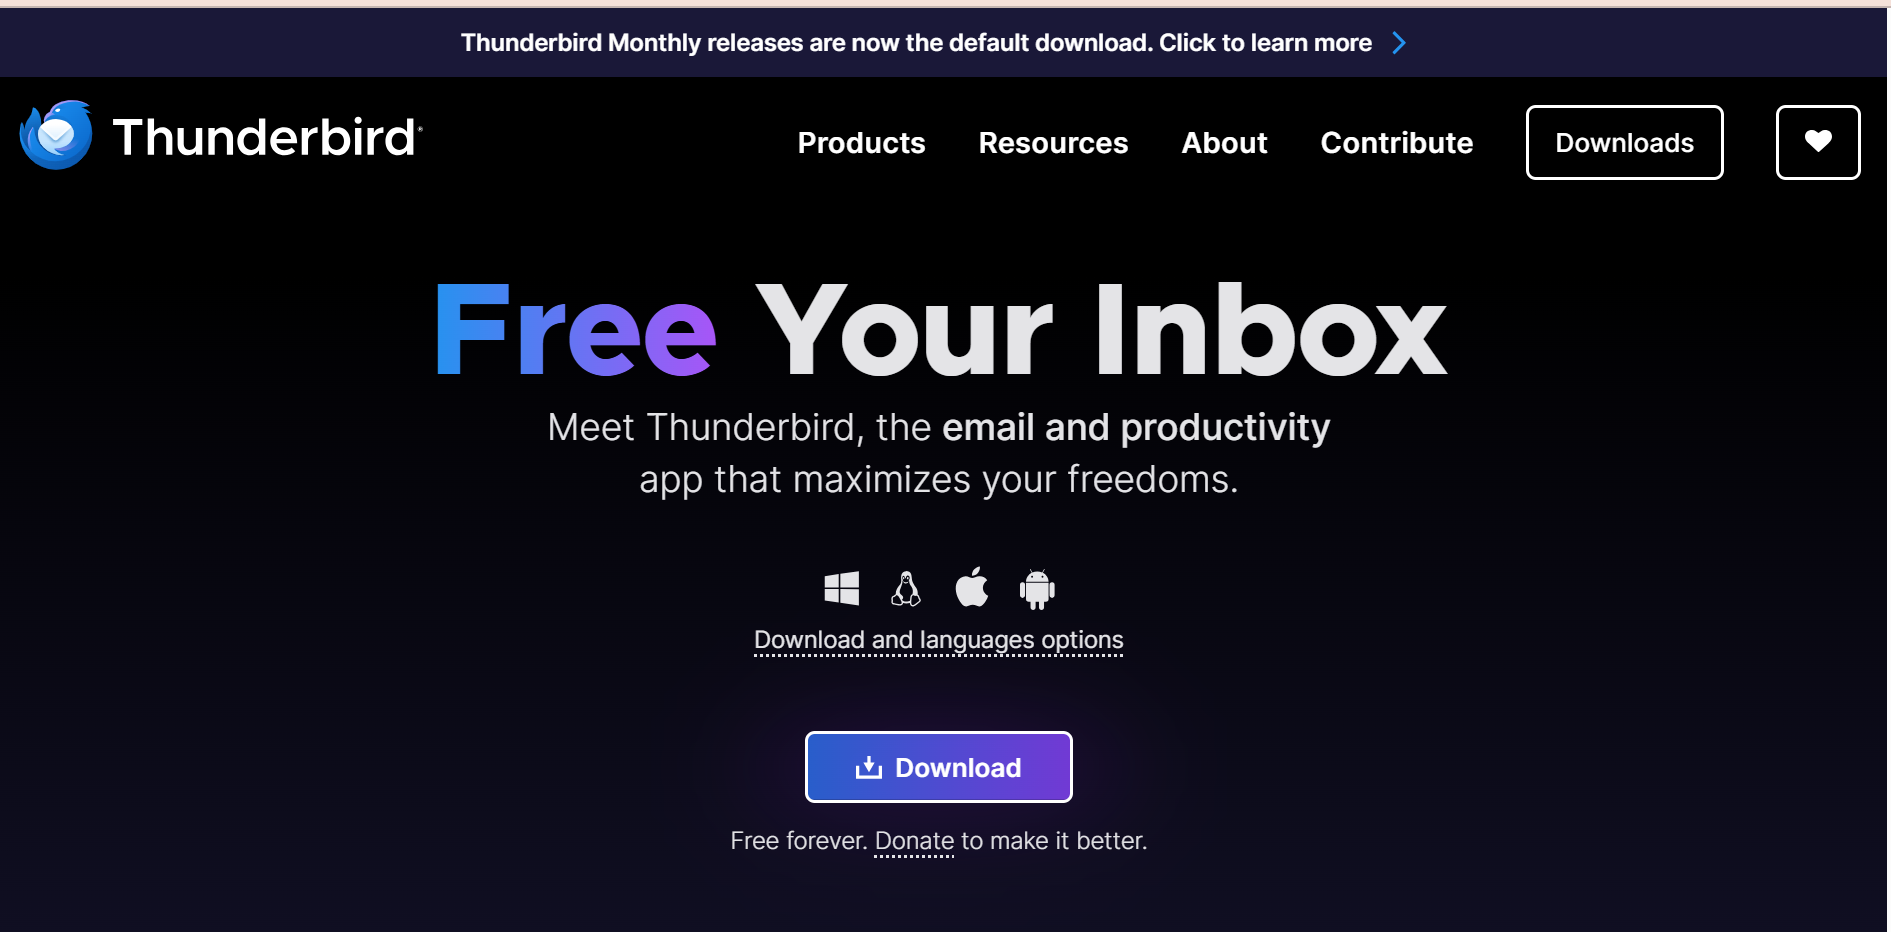 Thunderbird Monthly releases are now the default download. Click to learn more
Thunderbird
Products
Resources
About
Contribute
Downloads
Free Your Inbox
Meet Thunderbird, the email and productivity
app that maximizes your freedoms.
Download and languages options
Download
Free forever. Donate to make it better.